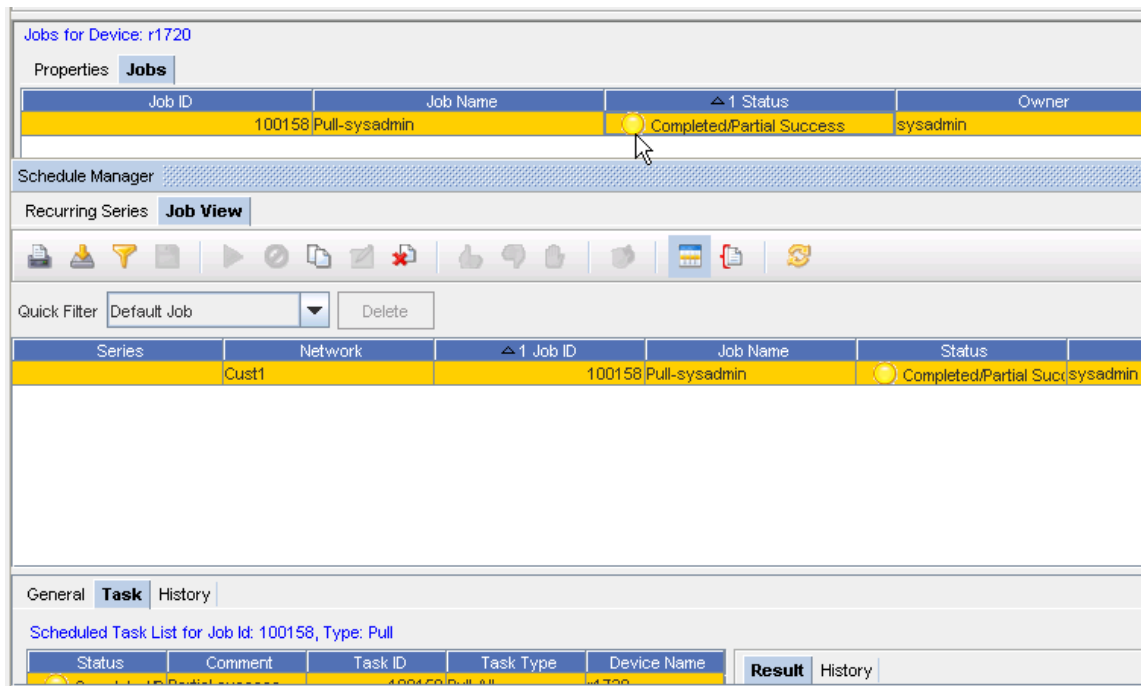 Jobs for Device: r1720
Properties Jobs
Job ID Job Name 1 Status Owner
100158 Pull-sysadmin Completed/Partial Success sysadmin
Schedule Manager
Recurring Series Job View
Quick Filter Default Job Delete
Series Network 1 Job ID Job Name Status
Cust1 100158 Pull-sysadmin Completed/Partial Suc sysadmin
General Task History
Scheduled Task List for Job Id: 100158, Type: Pull
Status Comment Task ID Task Type Device Name Result History